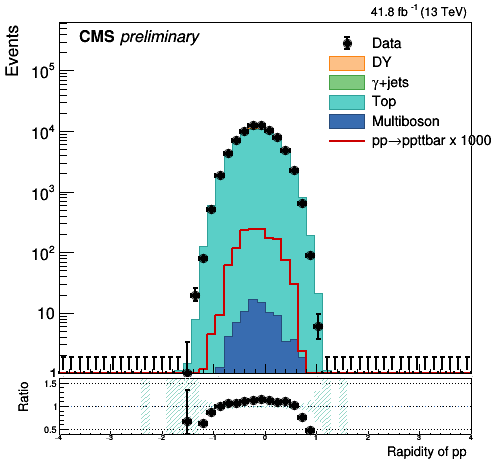 41.8 fb⁻¹ (13 TeV)
CMS preliminary
Events
Data
DY
γ+jets
Top
Multiboson
pp→ppttbar x 1000
10⁵
10⁴
10³
10²
10
1
Ratio
1.5
1
0.5
-4 -3 -2 -1 0 1 2 3 4
Rapidity of pp